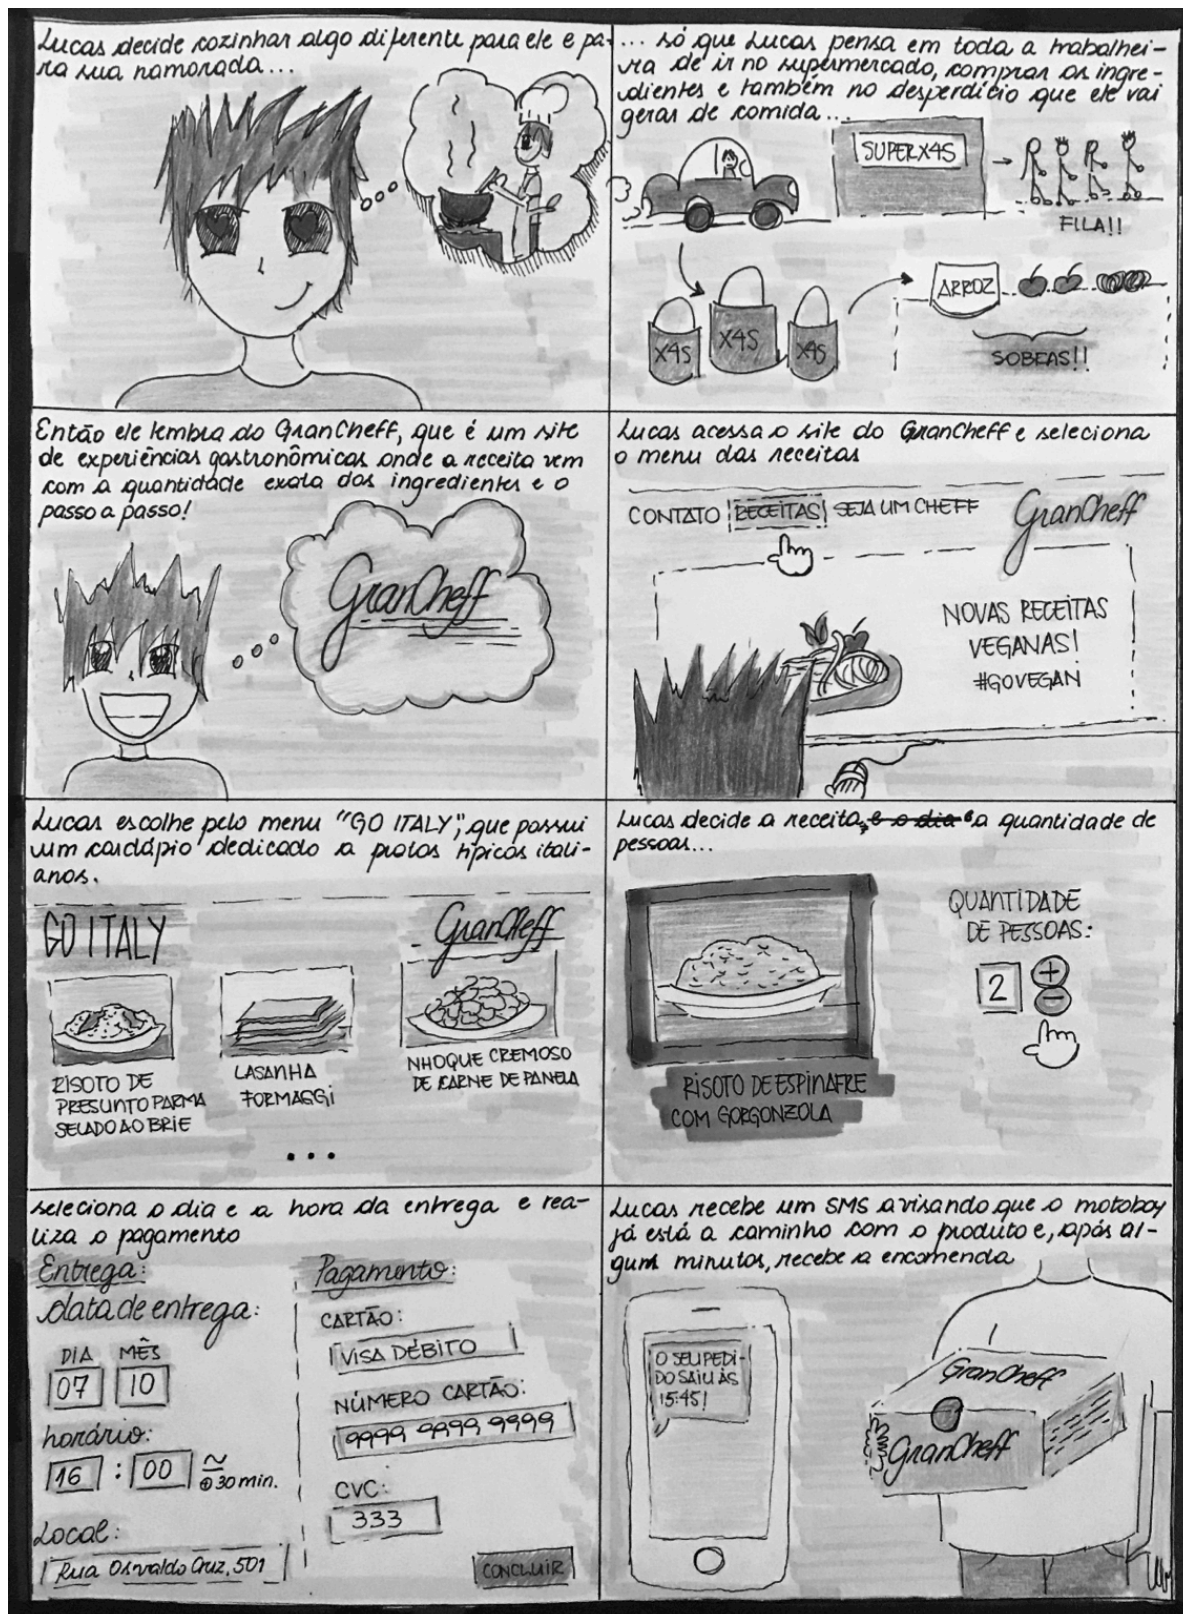 Lucas decide cozinhar algo diferente para ele e pa-
ra sua namorada...
... só que Lucas pensa em toda a trabalhei-
ra de ir no supermercado, comprar os ingre-
dientes e também no desperdício que ele vai
gerar de comida...
SUPERX4S
FILA!!
X4S
X4S
X4S
ARROZ
SOBRAS!!
Então ele lembra do GranCheff, que é um site
de experiências gastronômicas onde a receita vem
com a quantidade exata dos ingredientes e o
passo a passo!
GranCheff
Lucas acessa o site do GranCheff e seleciona
o menu das receitas
CONTATO RECEITAS SEJA UM CHEFF
GranCheff
NOVAS RECEITAS
VEGANAS!
#GOVEGAN
Lucas escolhe pelo menu "GO ITALY", que possui
um cardápio dedicado a pratos típicos itali-
anos.
GO ITALY
GranCheff
RISOTO DE
PRESUNTO PARMA
SELADO AO BRIE
LASANHA
FORMAGGI
NHOQUE CREMOSO
DE CARNE DE PANELA
...
Lucas decide a receita, e o dia e a quantidade de
pessoas...
RISOTO DE ESPINAFRE
COM GORGONZOLA
QUANTIDADE
DE PESSOAS:
2 + -
seleciona o dia e a hora da entrega e rea-
liza o pagamento
Entrega:
data de entrega:
DIA MÊS
07 10
horário:
16 : 00 ~ 30 min.
Local:
Rua Osvaldo Cruz, 501
Pagamento:
CARTÃO:
VISA DÉBITO
NÚMERO CARTÃO:
9999 9999 9999
CVC:
333
CONCLUIR
Lucas recebe um SMS avisando que o motoboy
já está a caminho com o produto e, após al-
guns minutos, recebe a encomenda
O SEU PEDI-
DO SAIU ÀS
15:45!
GranCheff
GranCheff